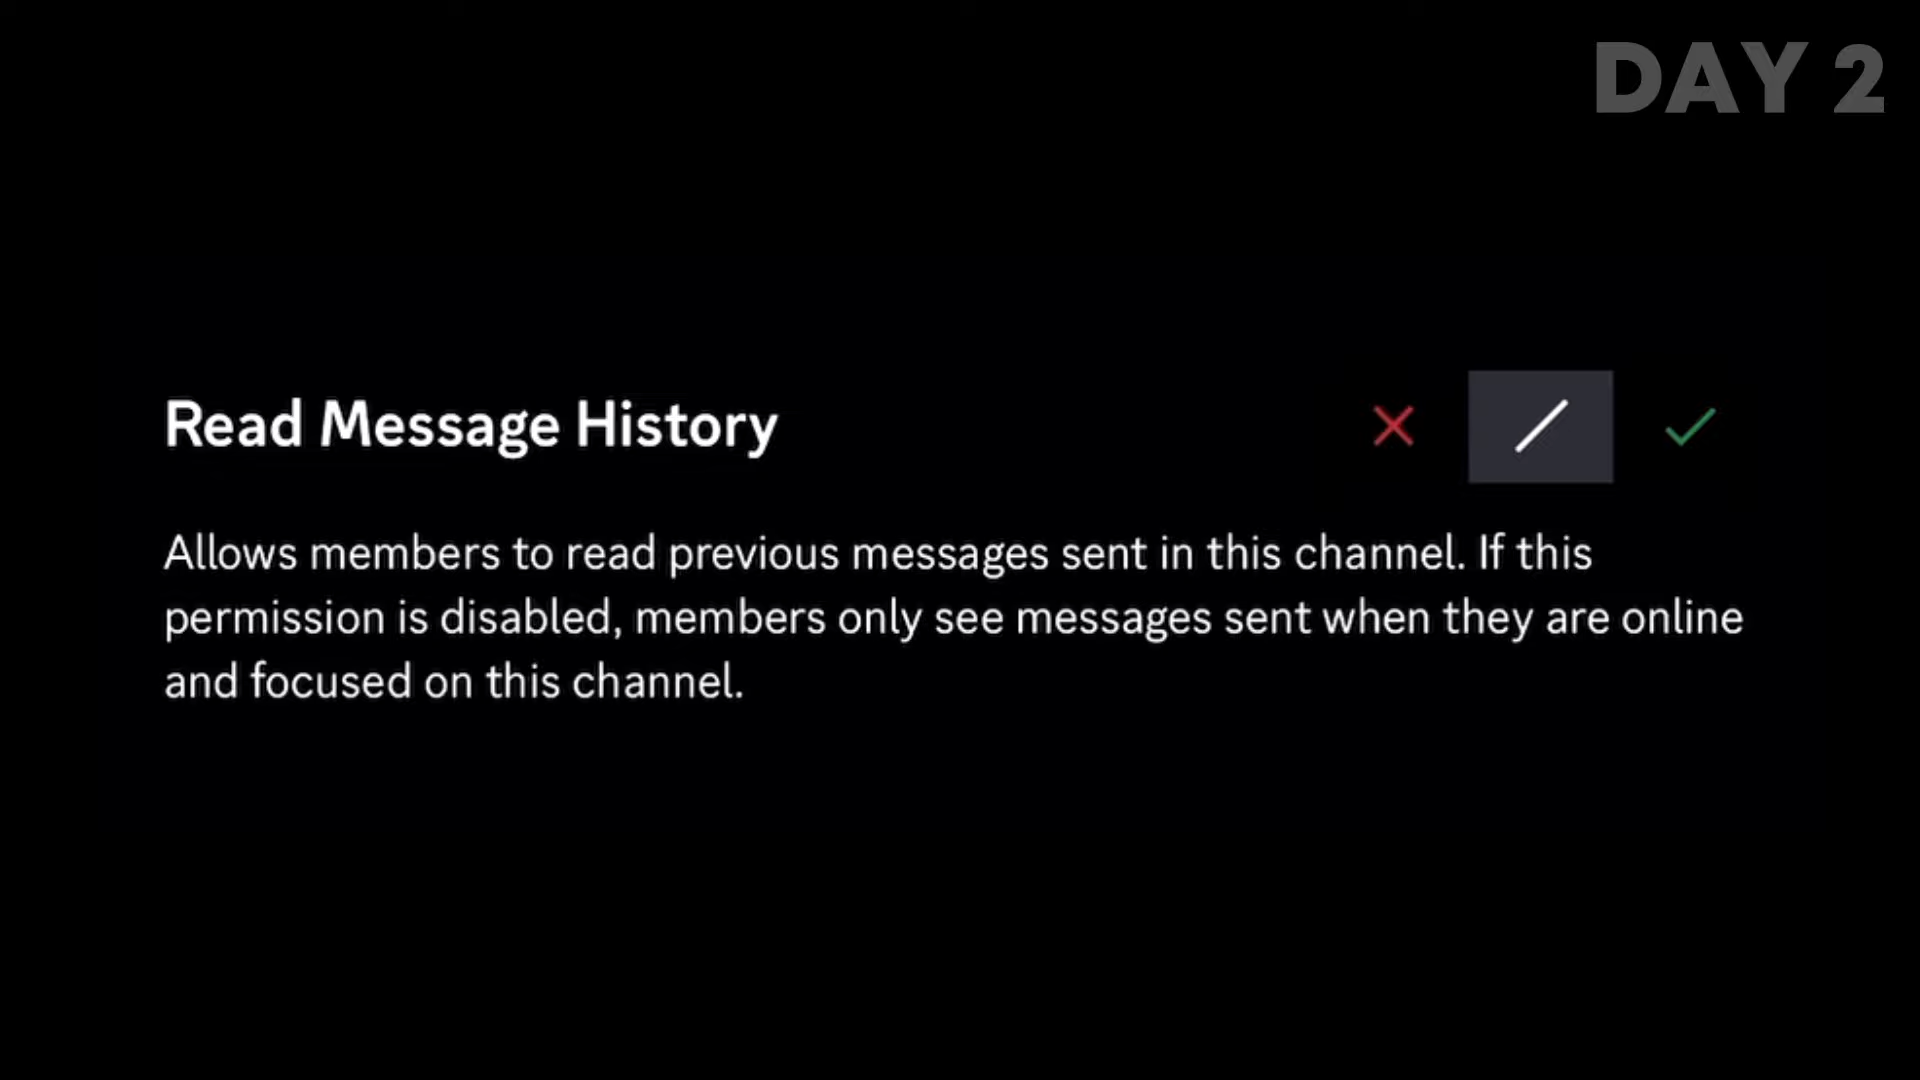 DAY 2
Read Message History
Allows members to read previous messages sent in this channel. If this
permission is disabled, members only see messages sent when they are online
and focused on this channel.